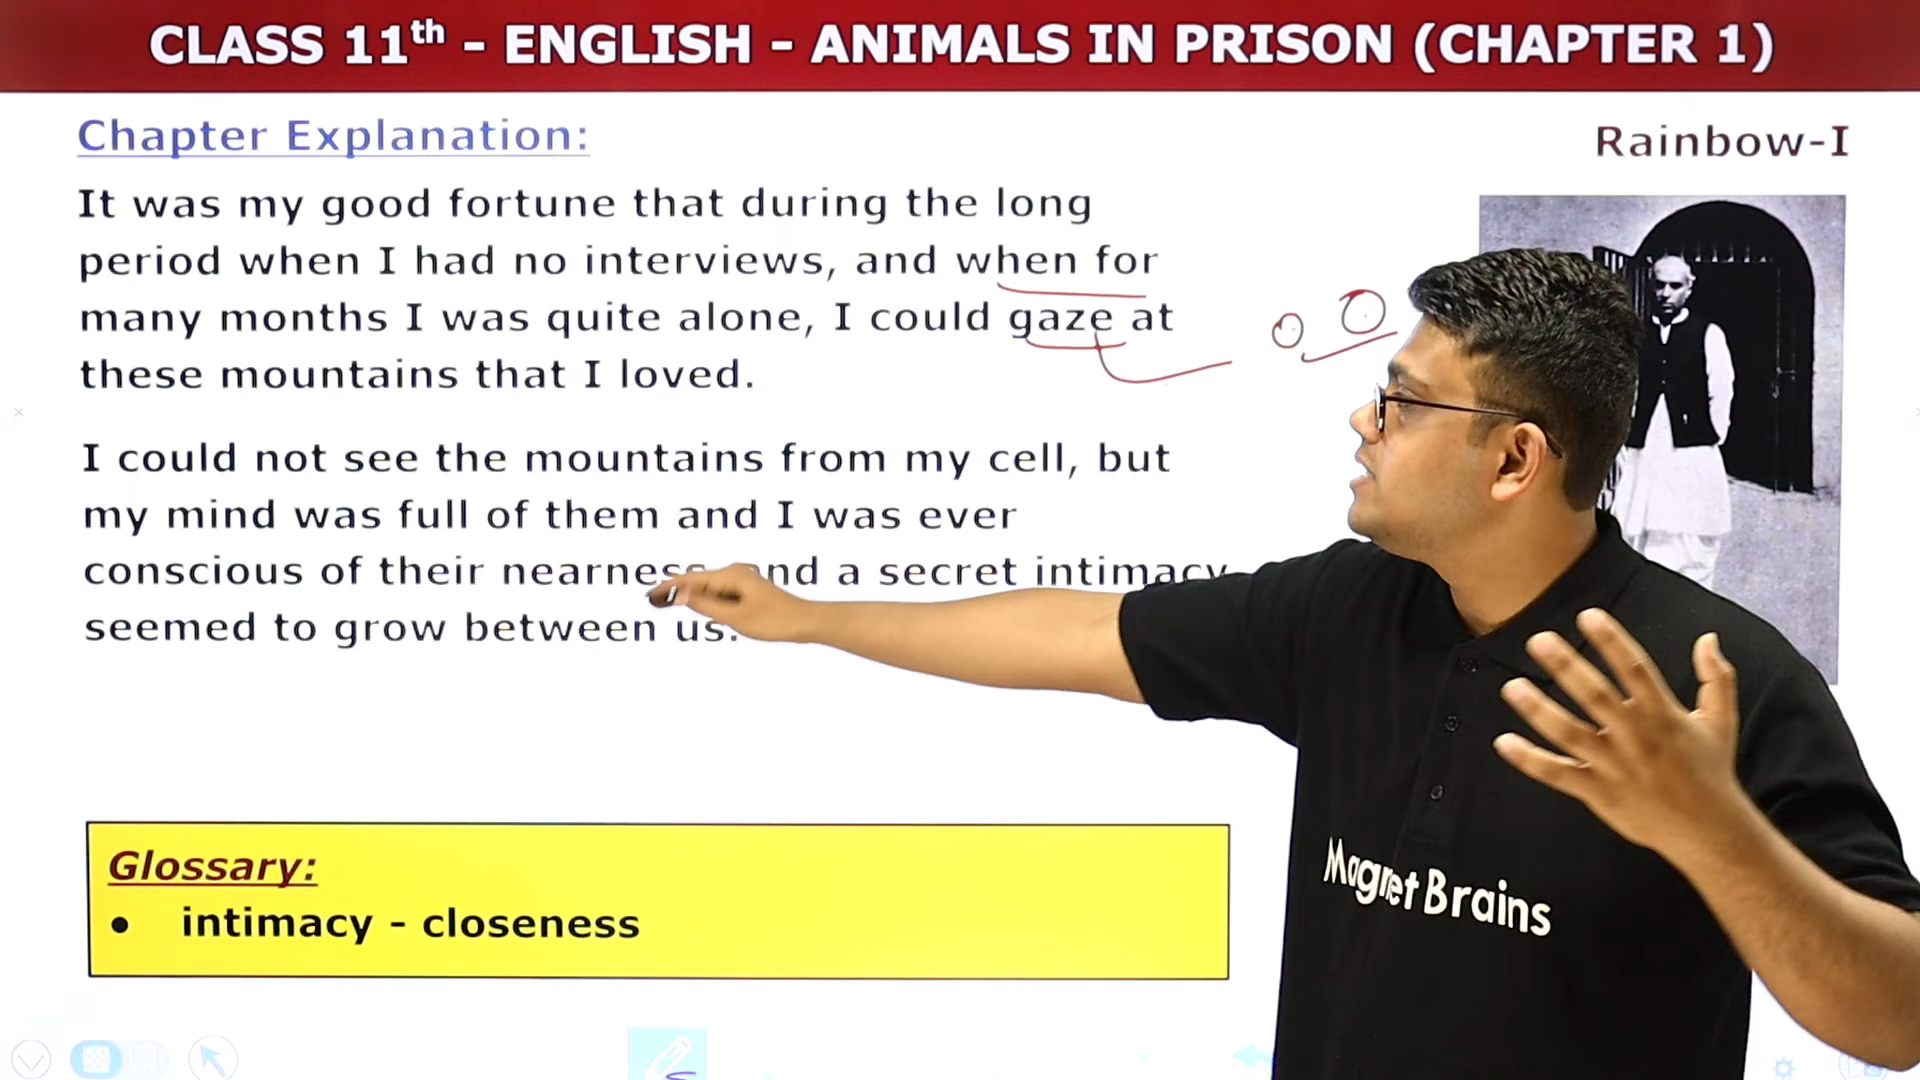 CLASS 11th - ENGLISH - ANIMALS IN PRISON (CHAPTER 1)
Chapter Explanation:
Rainbow-I
It was my good fortune that during the long
period when I had no interviews, and when for
many months I was quite alone, I could gaze at
these mountains that I loved.
I could not see the mountains from my cell, but
my mind was full of them and I was ever
conscious of their nearness and a secret intimacy
seemed to grow between us.
Glossary:
● intimacy - closeness
Magnet Brains